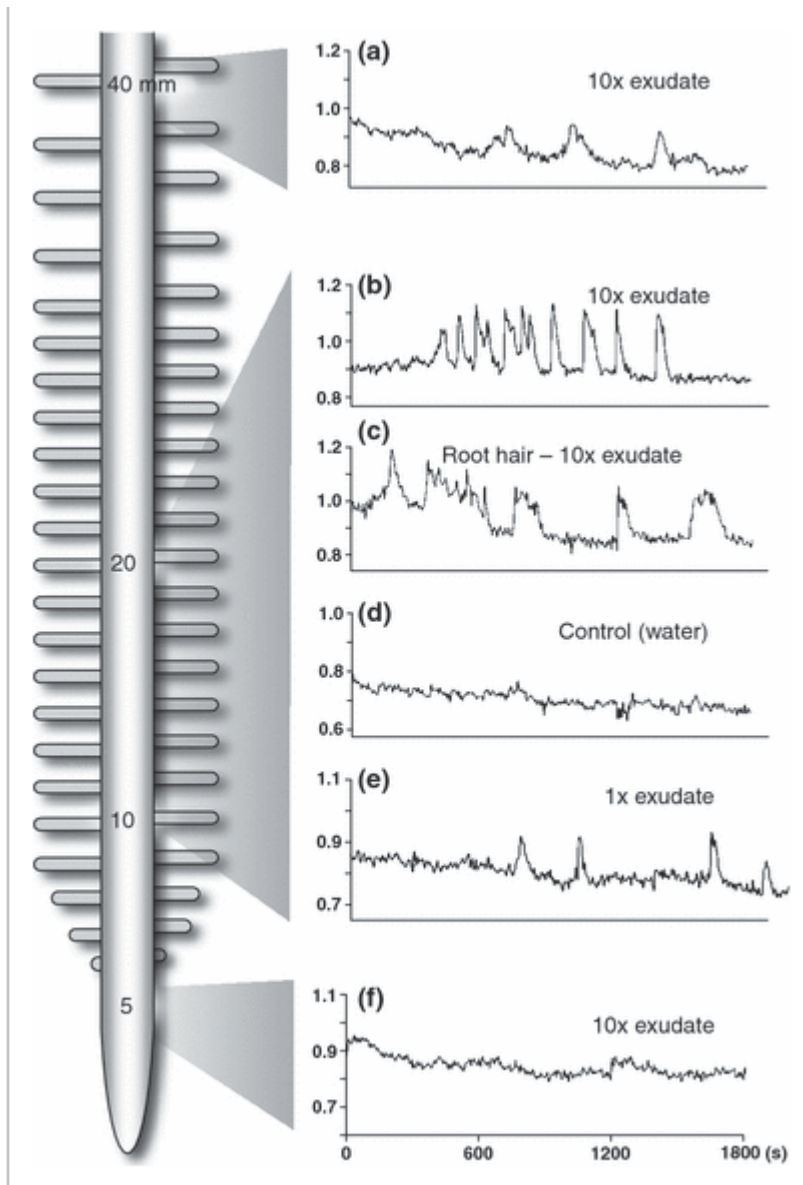 40 mm
20
10
5
(a)
10x exudate
1.2
1.0
0.8
(b)
10x exudate
1.2
1.0
0.8
(c)
Root hair – 10x exudate
1.2
1.0
0.8
(d)
Control (water)
1.0
0.8
0.6
(e)
1x exudate
1.1
0.9
0.7
(f)
10x exudate
1.1
0.9
0.7
0 600 1200 1800 (s)